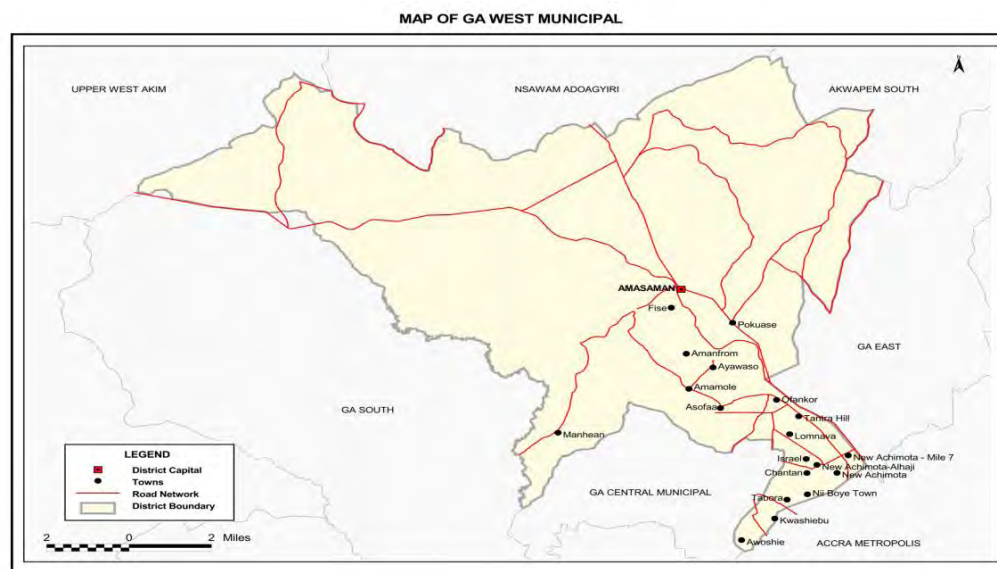 MAP OF GA WEST MUNICIPAL
UPPER WEST AKIM
NSAWAM ADOAGYIRI
AKWAPEM SOUTH
N
AMASAMAN
Fise
Pokuase
Amanfrom
Ayawaso
GA EAST
Amamole
Asofaa
Ofankor
Tantra Hill
GA SOUTH
Manhean
Lomnava
Israel
New Achimota - Mile 7
New Achimota-Alhaji
Chantan
New Achimota
GA CENTRAL MUNICIPAL
Tabora
Nii Boye Town
Kwashiebu
Awoshie
ACCRA METROPOLIS
LEGEND
District Capital
Towns
Road Network
District Boundary
2 0 2 Miles